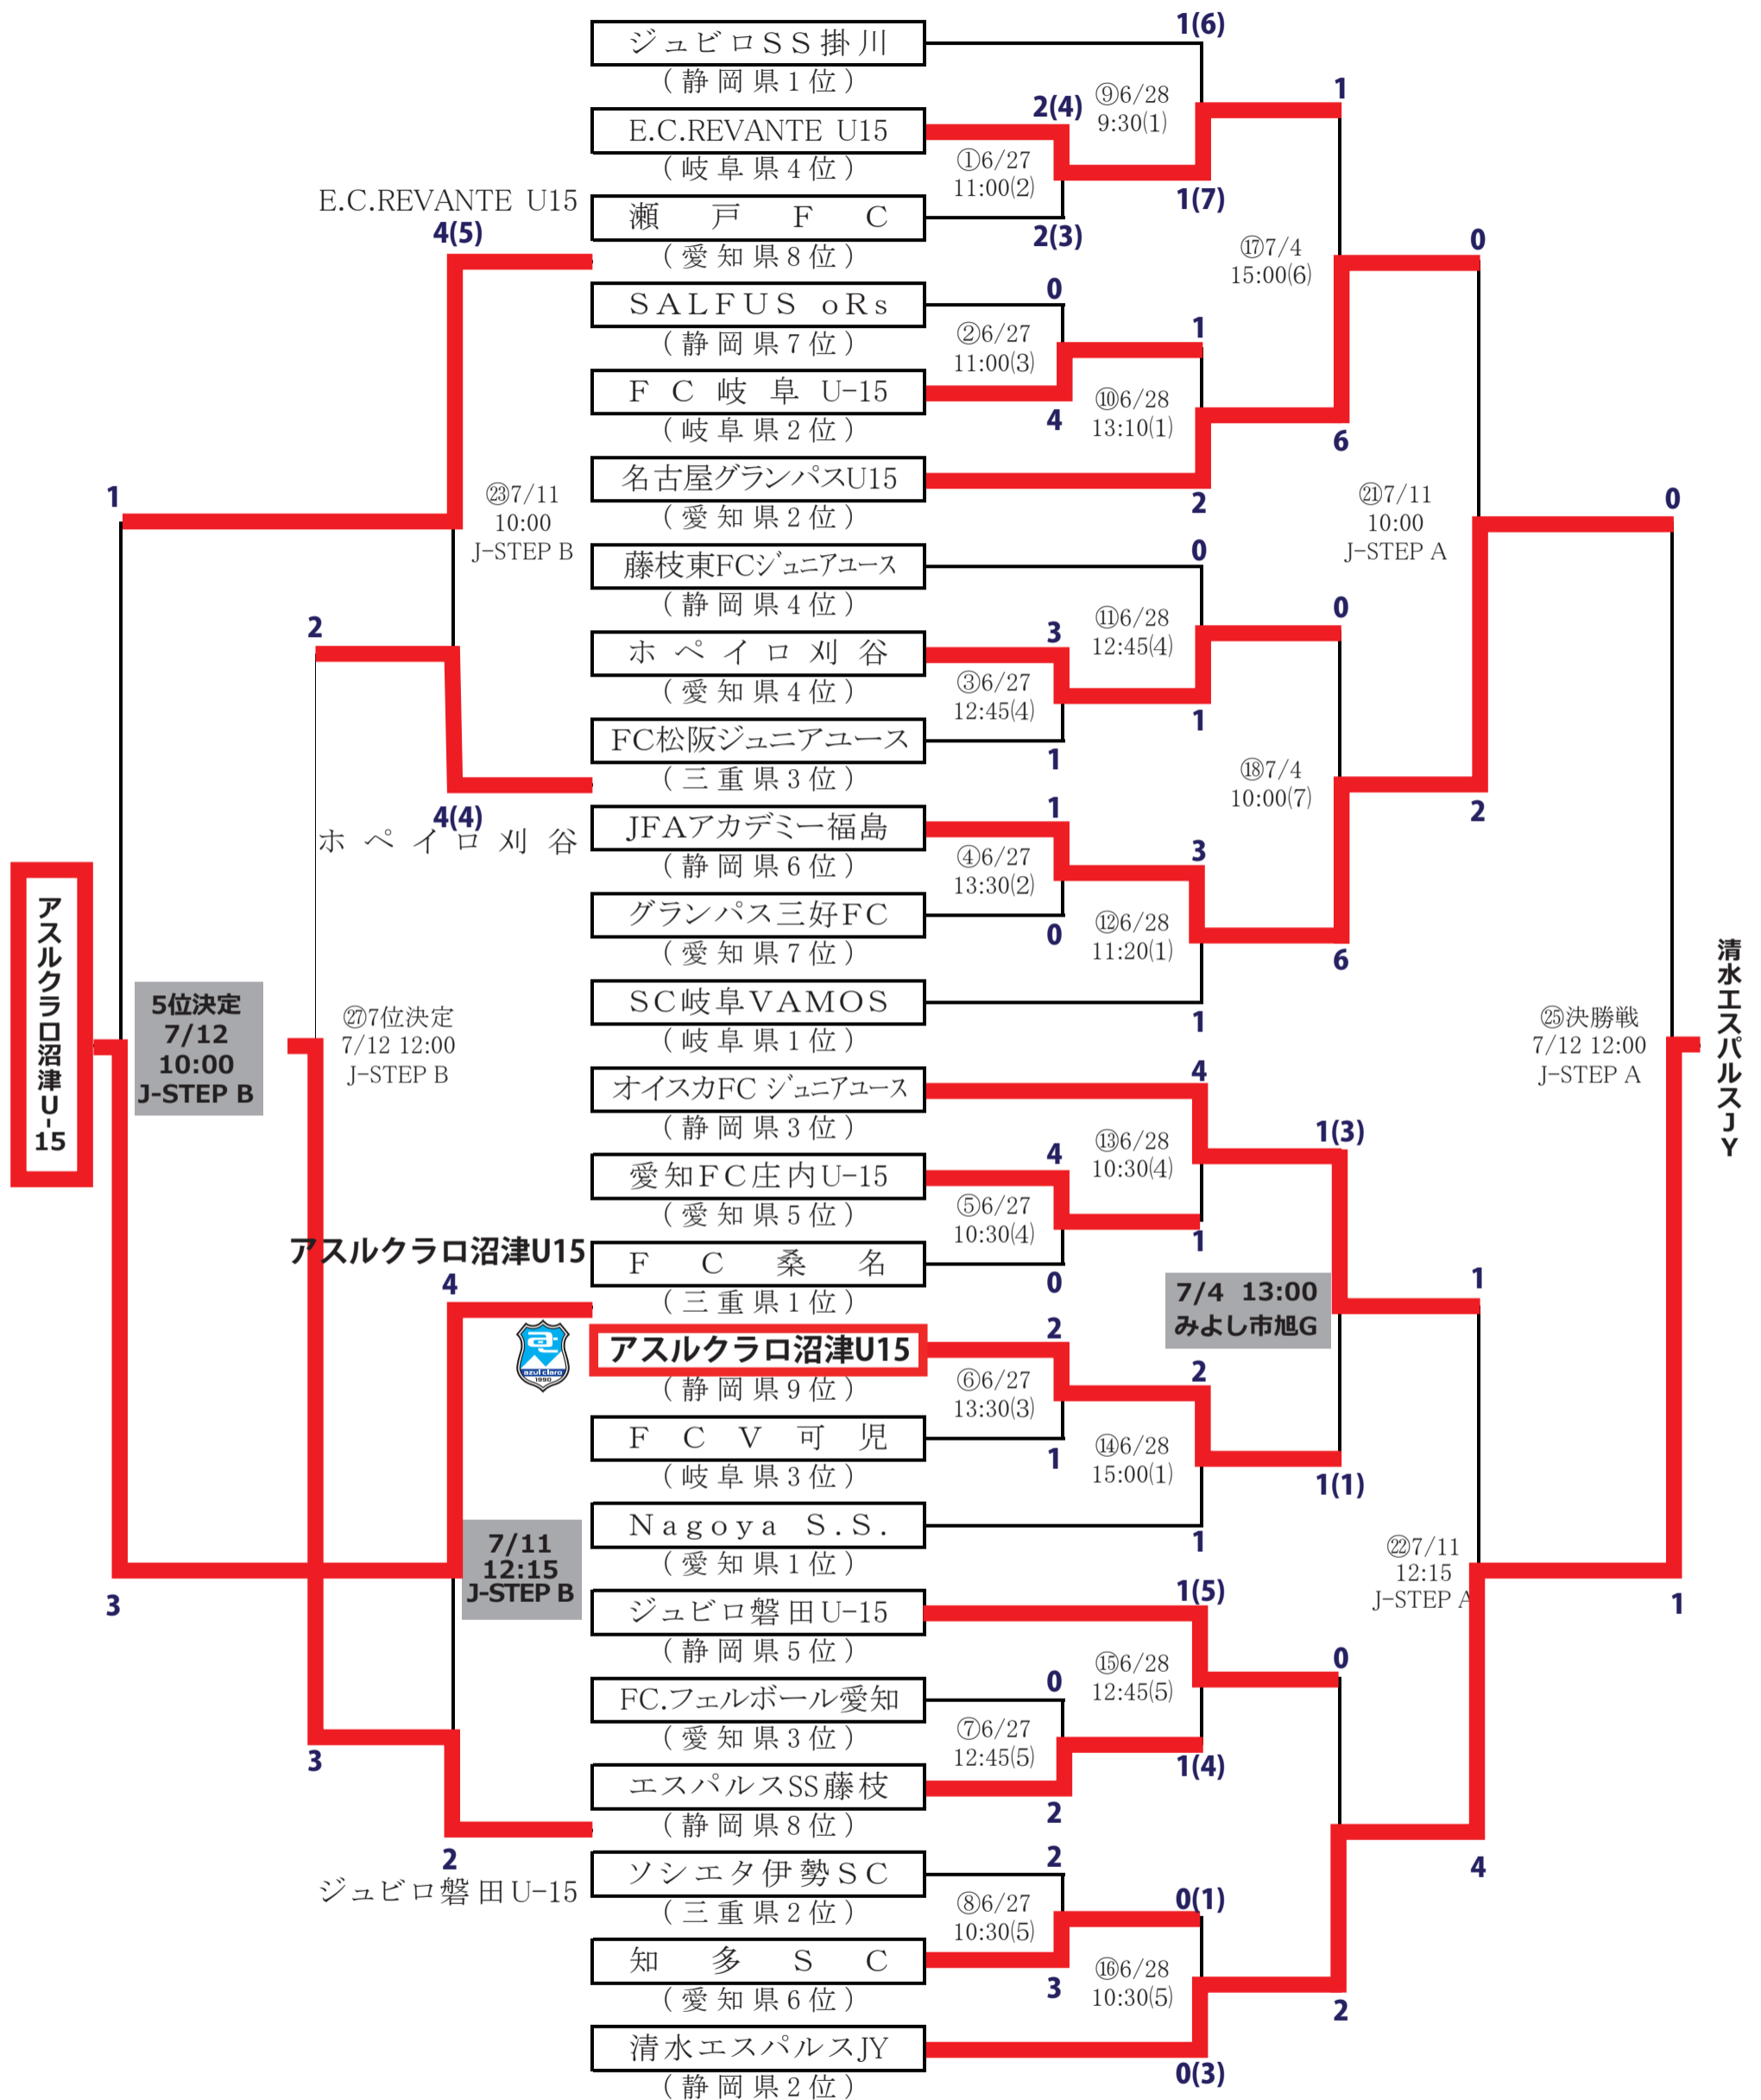 ジュビロSS掛川
(静岡県1位)
E.C.REVANTE U15
(岐阜県4位)
瀬戸FC
(愛知県8位)
SALFUS oRs
(静岡県7位)
FC岐阜 U-15
(岐阜県2位)
名古屋グランパスU15
(愛知県2位)
藤枝東FCジュニアユース
(静岡県4位)
ホペイロ刈谷
(愛知県4位)
FC松阪ジュニアユース
(三重県3位)
JFAアカデミー福島
(静岡県6位)
グランパス三好FC
(愛知県7位)
SC岐阜VAMOS
(岐阜県1位)
オイスカFC ジュニアユース
(静岡県3位)
愛知FC庄内U-15
(愛知県5位)
FC桑名
(三重県1位)
アスルクラロ沼津U15
(静岡県9位)
FCV可児
(岐阜県3位)
Nagoya S.S.
(愛知県1位)
ジュビロ磐田U-15
(静岡県5位)
FC.フェルボール愛知
(愛知県3位)
エスパルスSS藤枝
(静岡県8位)
ソシエタ伊勢SC
(三重県2位)
知多SC
(愛知県6位)
清水エスパルスJY
(静岡県2位)
2(4)
①6/27
11:00(2)
2(3)
0
②6/27
11:00(3)
4
3
③6/27
12:45(4)
1
1
④6/27
13:30(2)
0
4
⑤6/27
10:30(4)
0
2
⑥6/27
13:30(3)
1
0
⑦6/27
12:45(5)
2
2
⑧6/27
10:30(5)
3
1(6)
⑨6/28
9:30(1)
1(7)
1
⑩6/28
13:10(1)
2
0
⑪6/28
12:45(4)
1
3
⑫6/28
11:20(1)
1
4
⑬6/28
10:30(4)
1
2
⑭6/28
15:00(1)
1
1(5)
⑮6/28
12:45(5)
1(4)
0(1)
⑯6/28
10:30(5)
0(3)
1
⑰7/4
15:00(6)
6
0
⑱7/4
10:00(7)
6
1(3)
7/4 13:00
みよし市旭G
1(1)
0
2
0
㉑7/11
10:00
J-STEP A
2
1
㉒7/11
12:15
J-STEP A
4
0
㉕決勝戦
7/12 12:00
J-STEP A
1
清水エスパルスJY
E.C.REVANTE U15
4(5)
㉓7/11
10:00
J-STEP B
4(4)
ホペイロ刈谷
アスルクラロ沼津U15
4
azul claro
1990
7/11
12:15
J-STEP B
2
ジュビロ磐田U-15
1
5位決定
7/12
10:00
J-STEP B
3
2
㉗7位決定
7/12 12:00
J-STEP B
3
アスルクラロ沼津U-15